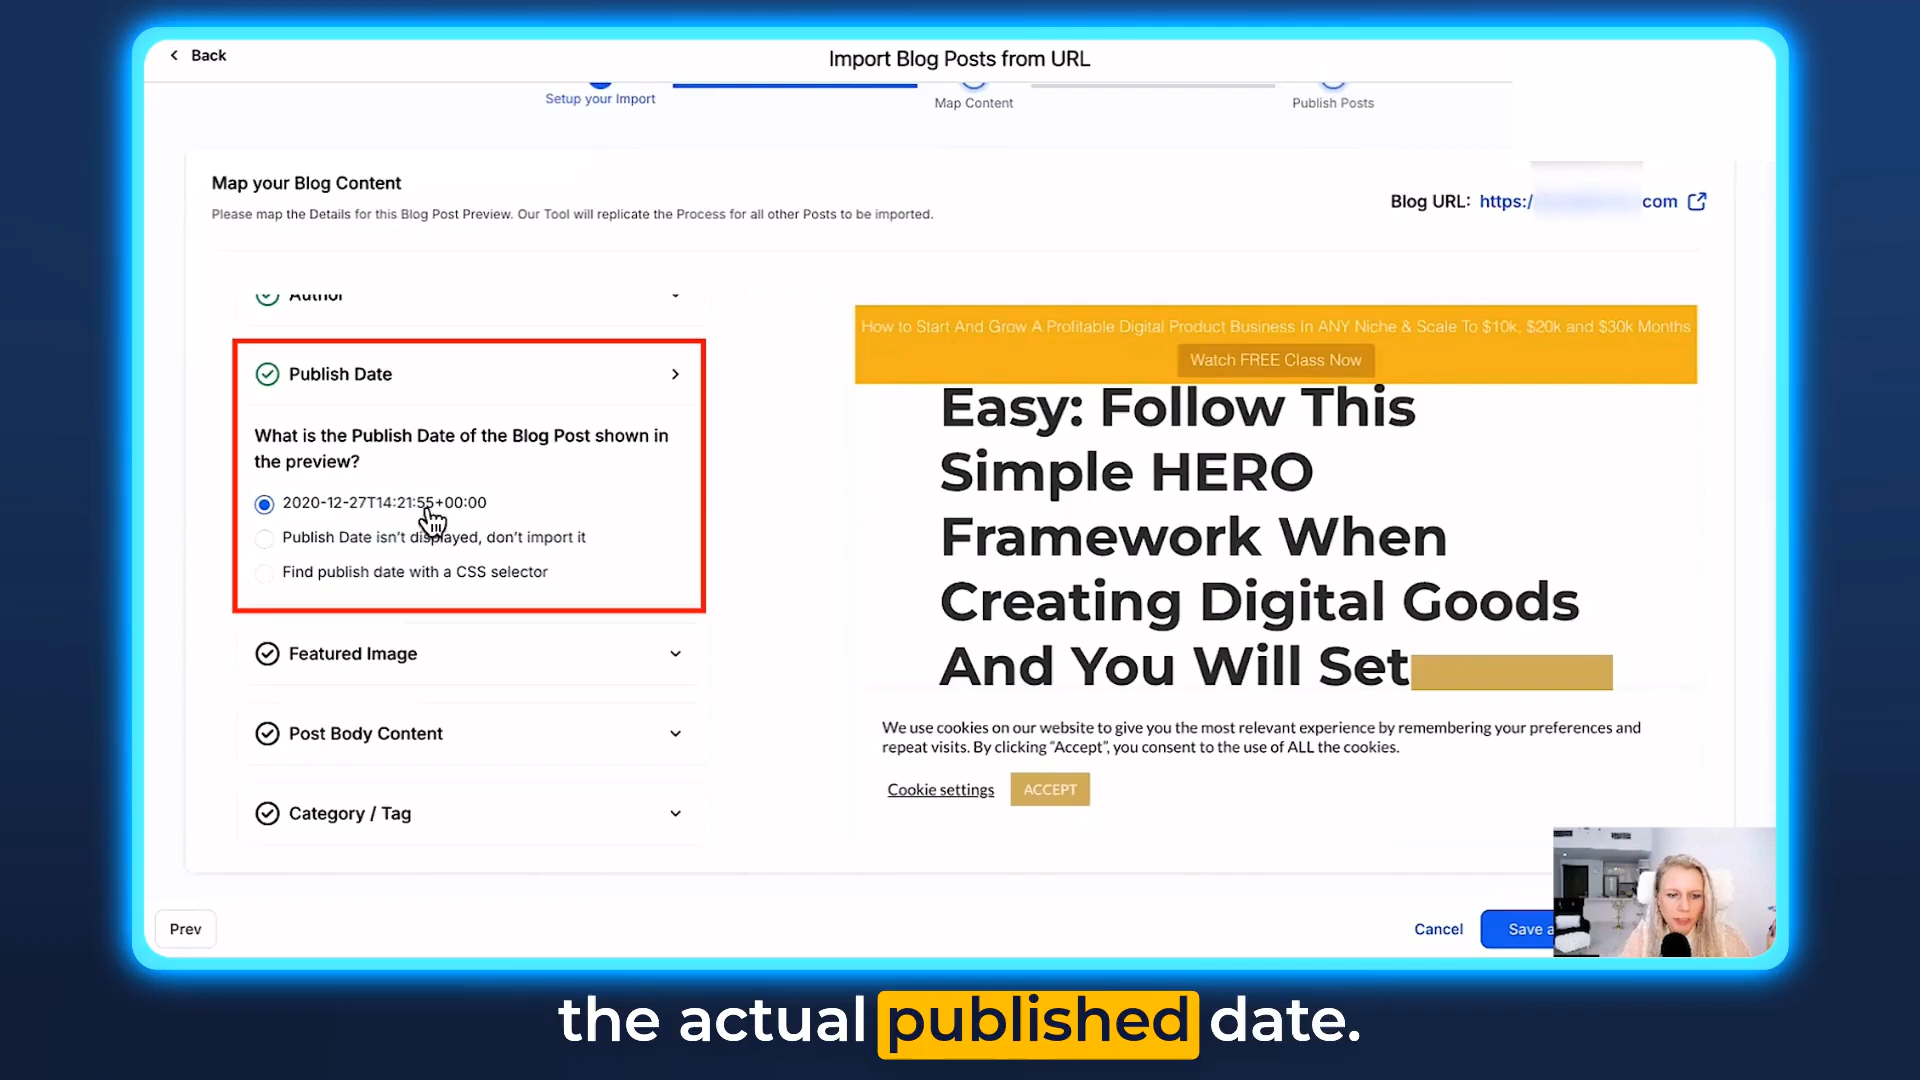 Back
Import Blog Posts from URL
Setup your Import
Map Content
Publish Posts
Map your Blog Content
Please map the Details for this Blog Post Preview. Our Tool will replicate the Process for all other Posts to be imported.
Blog URL: https:/ com
Author
Publish Date
What is the Publish Date of the Blog Post shown in
the preview?
2020-12-27T14:21:55+00:00
Publish Date isn't displayed, don't import it
Find publish date with a CSS selector
Featured Image
Post Body Content
Category / Tag
How to Start And Grow A Profitable Digital Product Business In ANY Niche & Scale To $10k, $20k and $30k Months
Watch FREE Class Now
Easy: Follow This
Simple HERO
Framework When
Creating Digital Goods
And You Will Set
We use cookies on our website to give you the most relevant experience by remembering your preferences and
repeat visits. By clicking “Accept”, you consent to the use of ALL the cookies.
Cookie settings
ACCEPT
Prev
Cancel
Save
the actual published date.